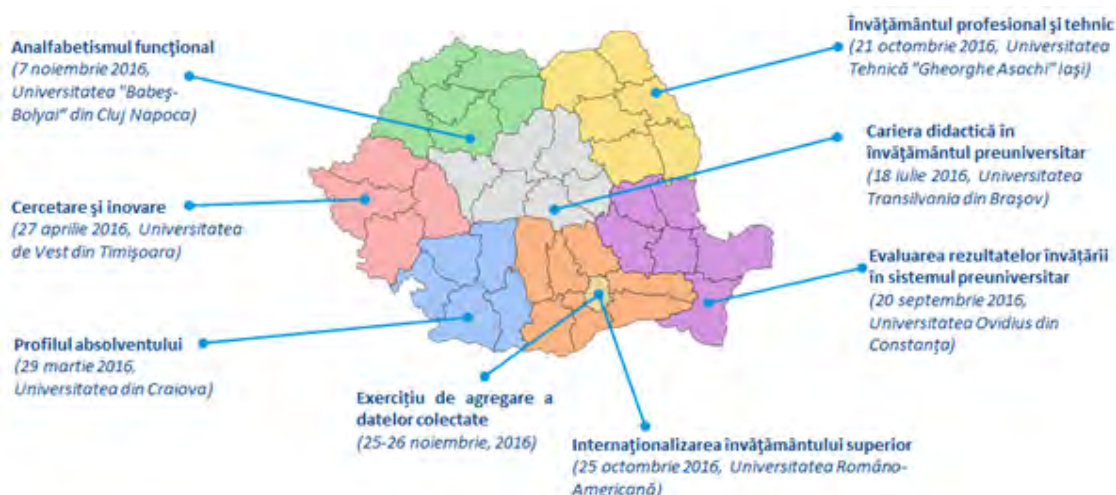 Analfabetismul funcţional
(7 noiembrie 2016,
Universitatea "Babeş-
Bolyai" din Cluj Napoca)
Învăţământul profesional şi tehnic
(21 octombrie 2016, Universitatea
Tehnică "Gheorghe Asachi" Iaşi)
Cariera didactică în
învăţământul preuniversitar
(18 iulie 2016, Universitatea
Transilvania din Braşov)
Cercetare şi inovare
(27 aprilie 2016, Universitatea
de Vest din Timişoara)
Evaluarea rezultatelor învăţării
în sistemul preuniversitar
(20 septembrie 2016,
Universitatea Ovidius din
Constanţa)
Profilul absolventului
(29 martie 2016,
Universitatea din Craiova)
Exerciţiu de agregare a
datelor colectate
(25-26 noiembrie, 2016)
Internaţionalizarea învăţământului superior
(25 octombrie 2016, Universitatea Româno-
Americană)